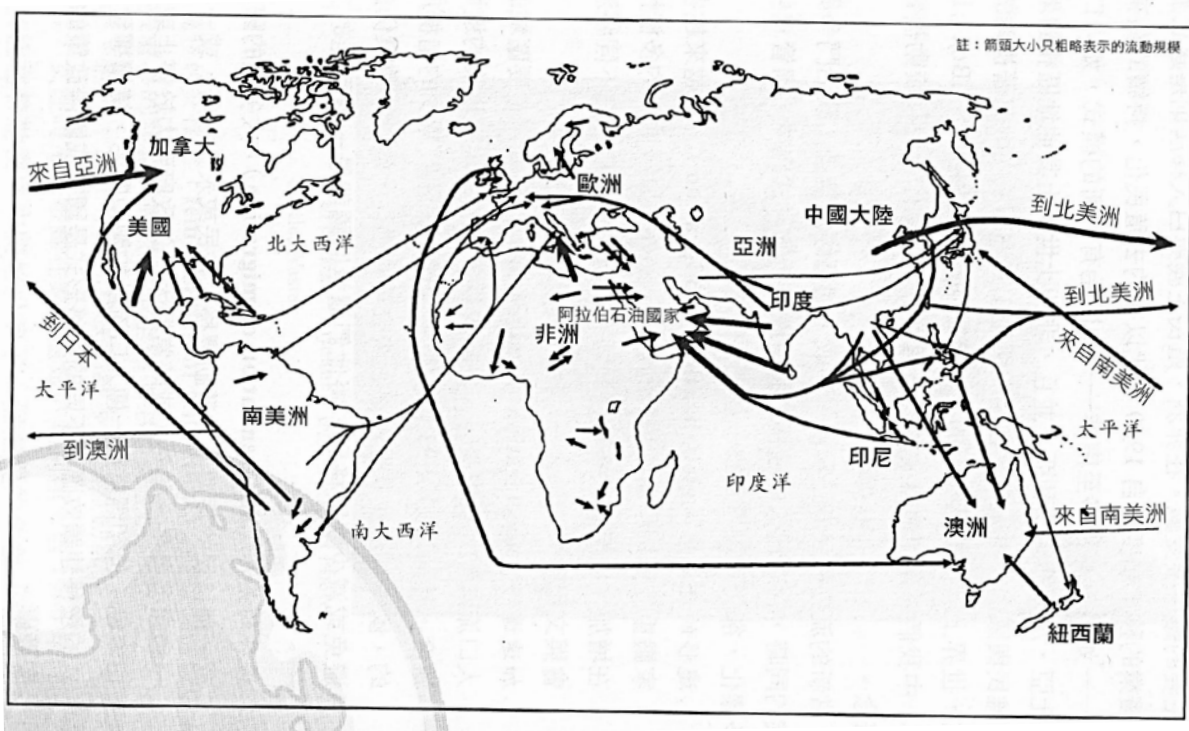 註：箭頭大小只粗略表示的流動規模
加拿大
來自亞洲
美國
北大西洋
歐洲
中國大陸
到北美洲
亞洲
印度
到北美洲
阿拉伯石油國家
非洲
到日本
太平洋
來自南美洲
南美洲
太平洋
到澳洲
印尼
印度洋
南大西洋
澳洲
來自南美洲
紐西蘭